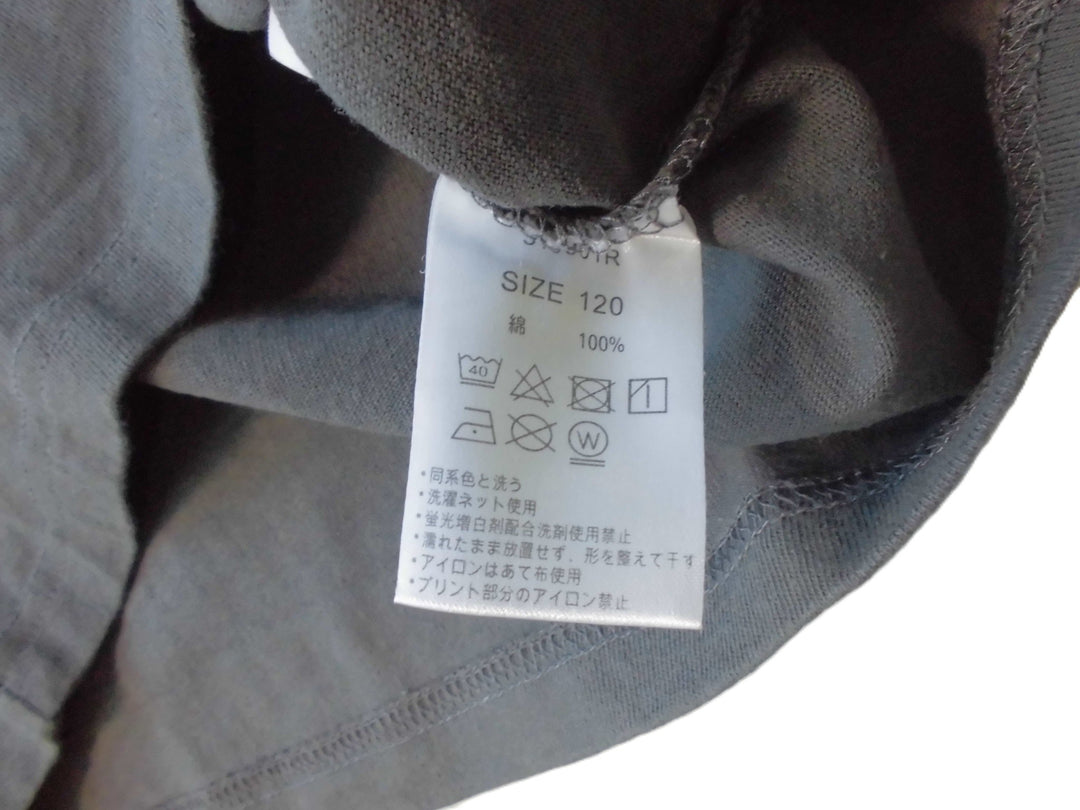 SIZE 120
綿 100%
40
W
・同系色と洗う
・洗濯ネット使用
・蛍光増白剤配合洗剤使用禁止
・濡れたまま放置せず、形を整えて干す
・アイロンはあて布使用
・プリント部分のアイロン禁止